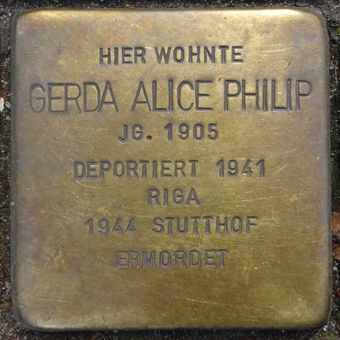 HIER WOHNTE
GERDA ALICE PHILIP
JG. 1905
DEPORTIERT 1941
RIGA
1944 STUTTHOF
ERMORDET